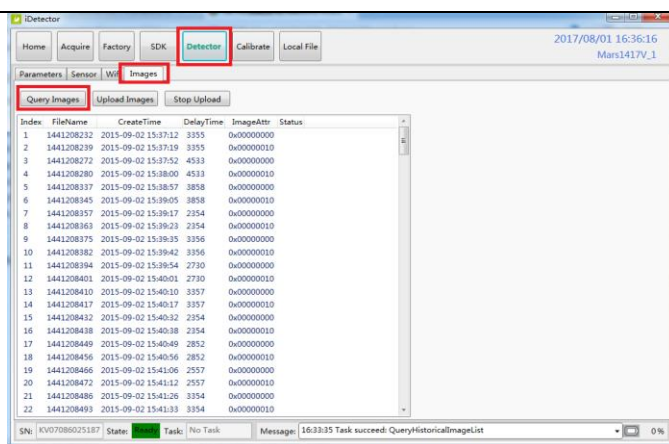 iDetector
Home Acquire Factory SDK Detector Calibrate Local File
2017/08/01 16:36:16
Mars1417V_1
Parameters Sensor Wifi Images
Query Images Upload Images Stop Upload
Index FileName CreateTime DelayTime ImageAttr Status
1 1441208232 2015-09-02 15:37:12 3355 0x00000000
2 1441208239 2015-09-02 15:37:19 3355 0x00000010
3 1441208272 2015-09-02 15:37:52 4533 0x00000000
4 1441208280 2015-09-02 15:38:00 4533 0x00000010
5 1441208337 2015-09-02 15:38:57 3858 0x00000000
6 1441208345 2015-09-02 15:39:05 3858 0x00000010
7 1441208357 2015-09-02 15:39:17 2354 0x00000000
8 1441208363 2015-09-02 15:39:23 2354 0x00000010
9 1441208375 2015-09-02 15:39:35 3356 0x00000000
10 1441208382 2015-09-02 15:39:42 3356 0x00000010
11 1441208394 2015-09-02 15:39:54 2730 0x00000000
12 1441208401 2015-09-02 15:40:01 2730 0x00000010
13 1441208410 2015-09-02 15:40:10 3357 0x00000000
14 1441208417 2015-09-02 15:40:17 3357 0x00000010
15 1441208432 2015-09-02 15:40:32 2354 0x00000000
16 1441208438 2015-09-02 15:40:38 2354 0x00000010
17 1441208449 2015-09-02 15:40:49 2852 0x00000000
18 1441208456 2015-09-02 15:40:56 2852 0x00000010
19 1441208466 2015-09-02 15:41:06 2557 0x00000000
20 1441208472 2015-09-02 15:41:12 2557 0x00000010
21 1441208486 2015-09-02 15:41:26 3354 0x00000000
22 1441208493 2015-09-02 15:41:33 3354 0x00000010
SN: KV07086025187 State: Ready Task: No Task Message: 16:33:35 Task succeed: QueryHistoricalImageList 0%